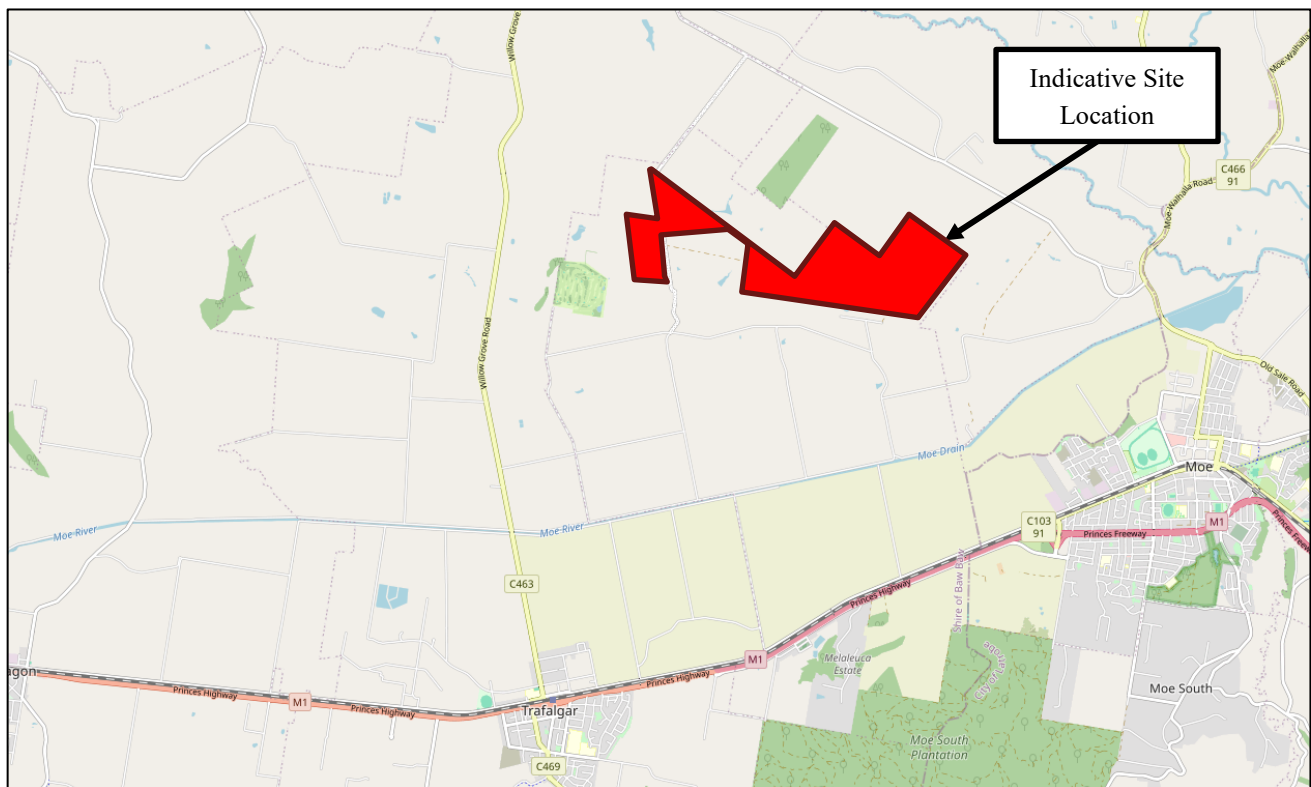 Willow Grove
Moe-Walhalla
Indicative Site
Location
C466
91
Moe-Walhalla Road
Willow Grove Road
Old Sale Road
Moe Drain
Moe
Moe River
Moe River
C103
91
M1
Princes Freeway
Princes Freew
C463
Princes Highway
Shire of Baw Baw
City of Latrobe
M1
Melaleuca
Estate
agon
Princes Highway
M1
Princes Highway
Princes Highway
Moe South
Trafalgar
Moe South
Plantation
C469